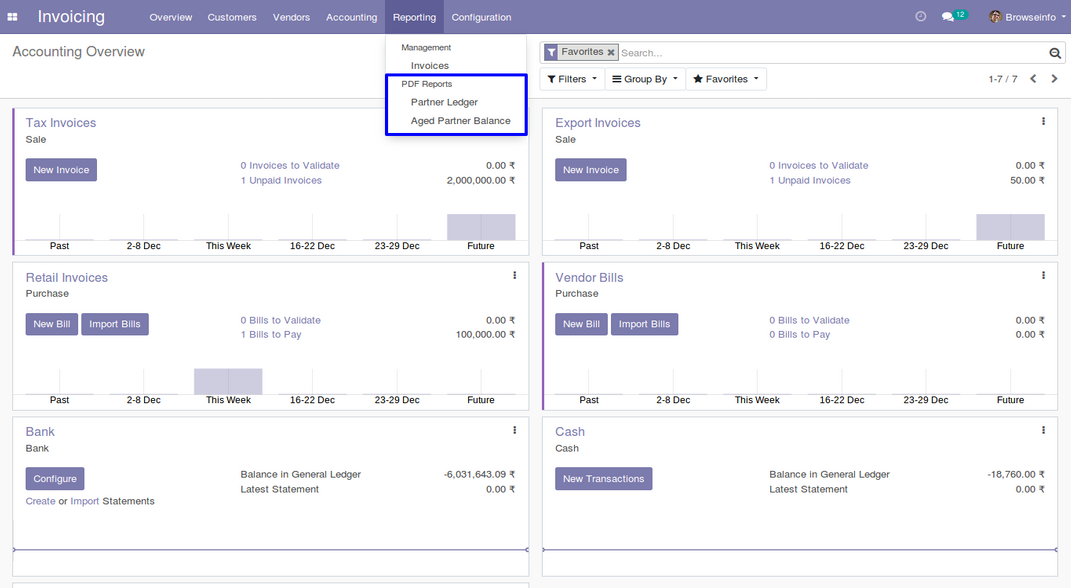 Invoicing Overview Customers Vendors Accounting Reporting Configuration 12 Browseinfo
Accounting Overview
Management
Invoices
PDF Reports
Partner Ledger
Aged Partner Balance
Favorites Search...
Filters Group By Favorites 1-7 / 7
Tax Invoices
Sale
New Invoice
0 Invoices to Validate 0.00 ₹
1 Unpaid Invoices 2,000,000.00 ₹
Past 2-8 Dec This Week 16-22 Dec 23-29 Dec Future
Export Invoices
Sale
New Invoice
0 Invoices to Validate 0.00 ₹
1 Unpaid Invoices 50.00 ₹
Past 2-8 Dec This Week 16-22 Dec 23-29 Dec Future
Retail Invoices
Purchase
New Bill Import Bills
0 Bills to Validate 0.00 ₹
1 Bills to Pay 100,000.00 ₹
Past 2-8 Dec This Week 16-22 Dec 23-29 Dec Future
Vendor Bills
Purchase
New Bill Import Bills
0 Bills to Validate 0.00 ₹
0 Bills to Pay 0.00 ₹
Past 2-8 Dec This Week 16-22 Dec 23-29 Dec Future
Bank
Bank
Configure
Create or Import Statements
Balance in General Ledger -6,031,643.09 ₹
Latest Statement 0.00 ₹
Cash
Cash
New Transactions
Balance in General Ledger -18,760.00 ₹
Latest Statement 0.00 ₹